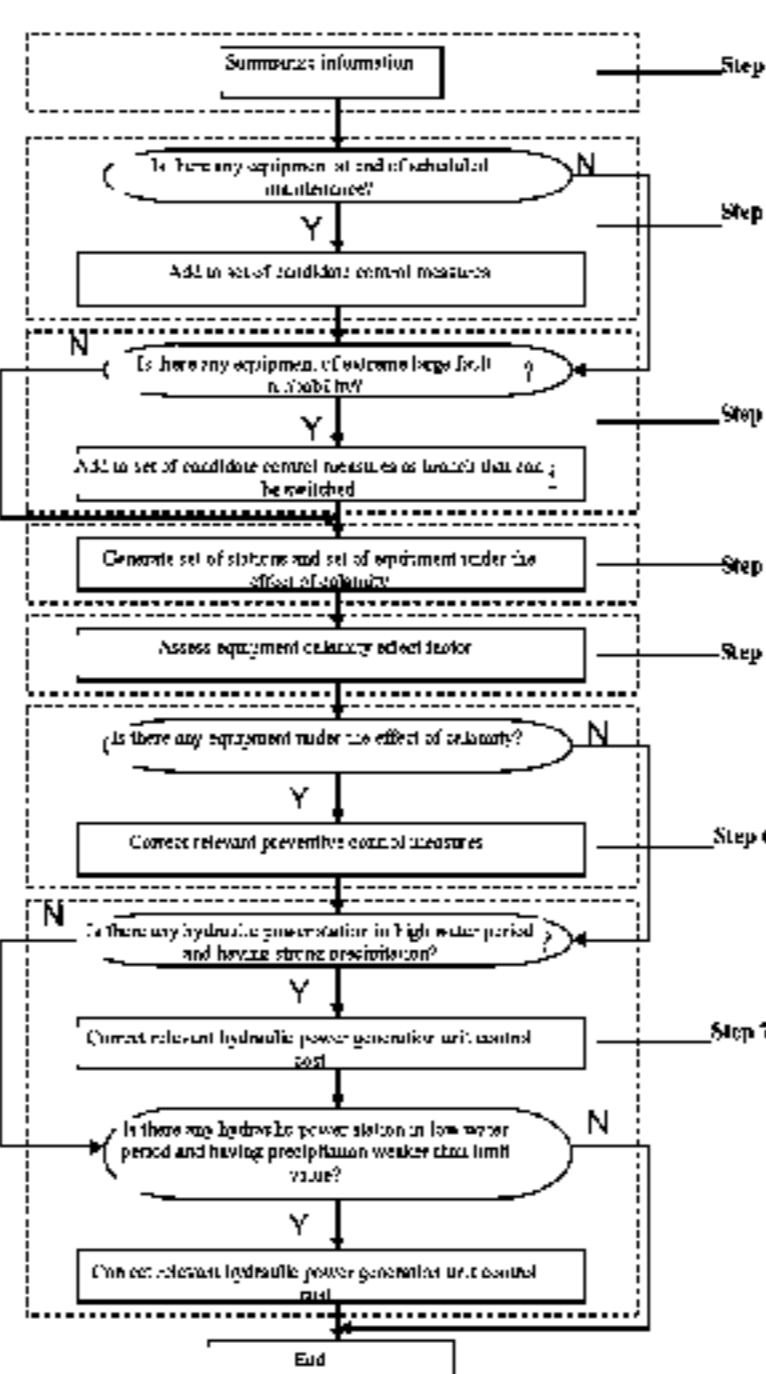 Summarize information
Step
Is there any equipment at end of scheduled
maintenance?
N
Step
Y
Add to set of candidate control measures
N
Is there any equipment of extreme large fault ?
probability?
Step
Y
Add to set of candidate control measures as branch that can
be switched
Generate set of stations and set of equipment under the
effect of calamity
Step
Assess equipment calamity effect factor
Step
Is there any equipment under the effect of calamity?
N
Y
Correct relevant preventive control measures
Step 6
N
Is there any hydraulic power station in high water period ?
and having strong precipitation?
Y
Correct relevant hydraulic power generation unit control
cost
Step 7
Is there any hydraulic power station in low water
period and having precipitation weaker than limit
value?
N
Y
Correct relevant hydraulic power generation unit control
cost
End